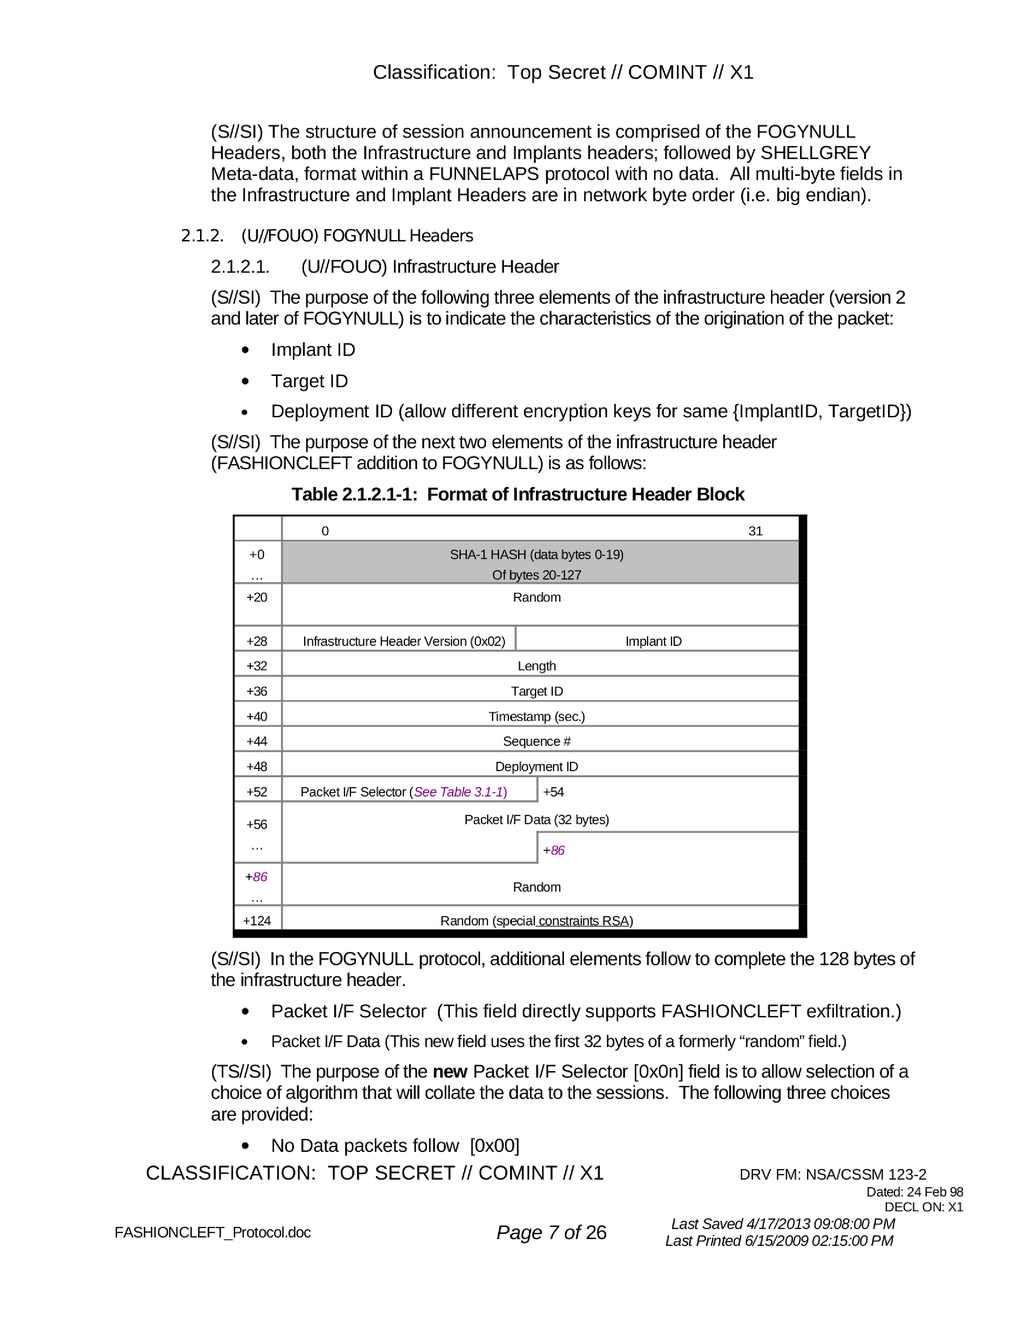 Classification:  Top Secret // COMINT // X1
(S//SI) The structure of session announcement is comprised of the FOGYNULL
Headers, both the Infrastructure and Implants headers; followed by SHELLGREY
Meta-data, format within a FUNNELAPS protocol with no data.  All multi-byte fields in
the Infrastructure and Implant Headers are in network byte order (i.e. big endian).
2.1.2.   (U//FOUO) FOGYNULL Headers
2.1.2.1.   (U//FOUO) Infrastructure Header
(S//SI)  The purpose of the following three elements of the infrastructure header (version 2
and later of FOGYNULL) is to indicate the characteristics of the origination of the packet:
• Implant ID
• Target ID
• Deployment ID (allow different encryption keys for same {ImplantID, TargetID})
(S//SI)  The purpose of the next two elements of the infrastructure header
(FASHIONCLEFT addition to FOGYNULL) is as follows:
Table 2.1.2.1-1:  Format of Infrastructure Header Block
0 31
+0 SHA-1 HASH (data bytes 0-19)
… Of bytes 20-127
+20 Random
+28 Infrastructure Header Version (0x02) Implant ID
+32 Length
+36 Target ID
+40 Timestamp (sec.)
+44 Sequence #
+48 Deployment ID
+52 Packet I/F Selector (See Table 3.1-1) +54
+56 Packet I/F Data (32 bytes)
… +86
+86
… Random
+124 Random (special constraints RSA)
(S//SI)  In the FOGYNULL protocol, additional elements follow to complete the 128 bytes of
the infrastructure header.
• Packet I/F Selector  (This field directly supports FASHIONCLEFT exfiltration.)
• Packet I/F Data (This new field uses the first 32 bytes of a formerly “random” field.)
(TS//SI)  The purpose of the new Packet I/F Selector [0x0n] field is to allow selection of a
choice of algorithm that will collate the data to the sessions.  The following three choices
are provided:
• No Data packets follow  [0x00]
CLASSIFICATION:  TOP SECRET // COMINT // X1 DRV FM: NSA/CSSM 123-2
Dated: 24 Feb 98
DECL ON: X1
FASHIONCLEFT_Protocol.doc Page 7 of 26 Last Saved 4/17/2013 09:08:00 PM
Last Printed 6/15/2009 02:15:00 PM